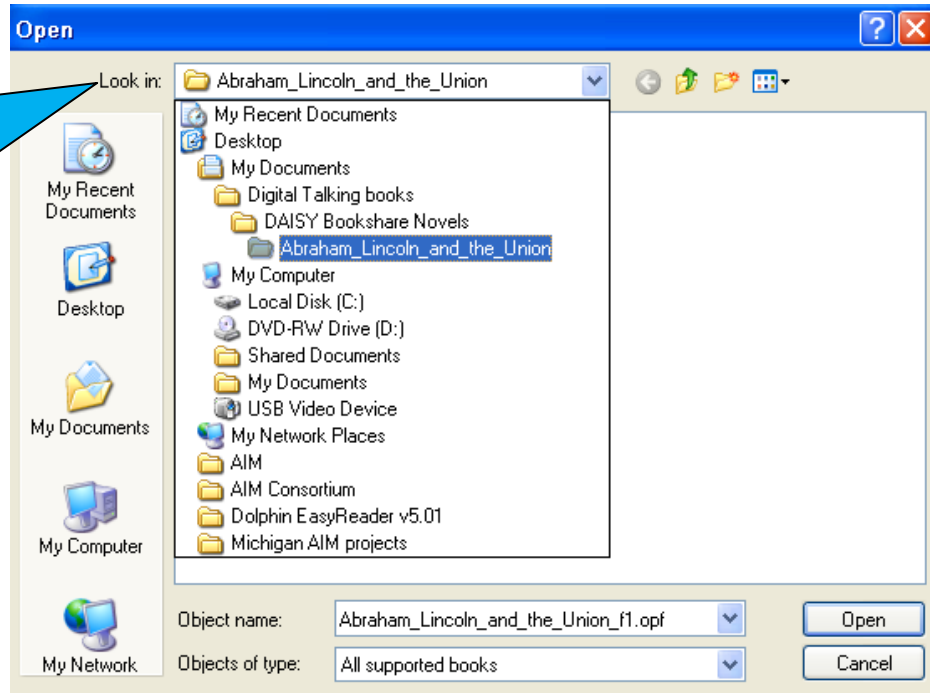 Open
Look in: Abraham_Lincoln_and_the_Union
My Recent Documents
Desktop
My Documents
Digital Talking books
DAISY Bookshare Novels
Abraham_Lincoln_and_the_Union
My Computer
Local Disk (C:)
DVD-RW Drive (D:)
Shared Documents
My Documents
USB Video Device
My Network Places
AIM
AIM Consortium
Dolphin EasyReader v5.01
Michigan AIM projects
My Recent
Documents
Desktop
My Documents
My Computer
My Network
Object name: Abraham_Lincoln_and_the_Union_f1.opf Open
Objects of type: All supported books Cancel